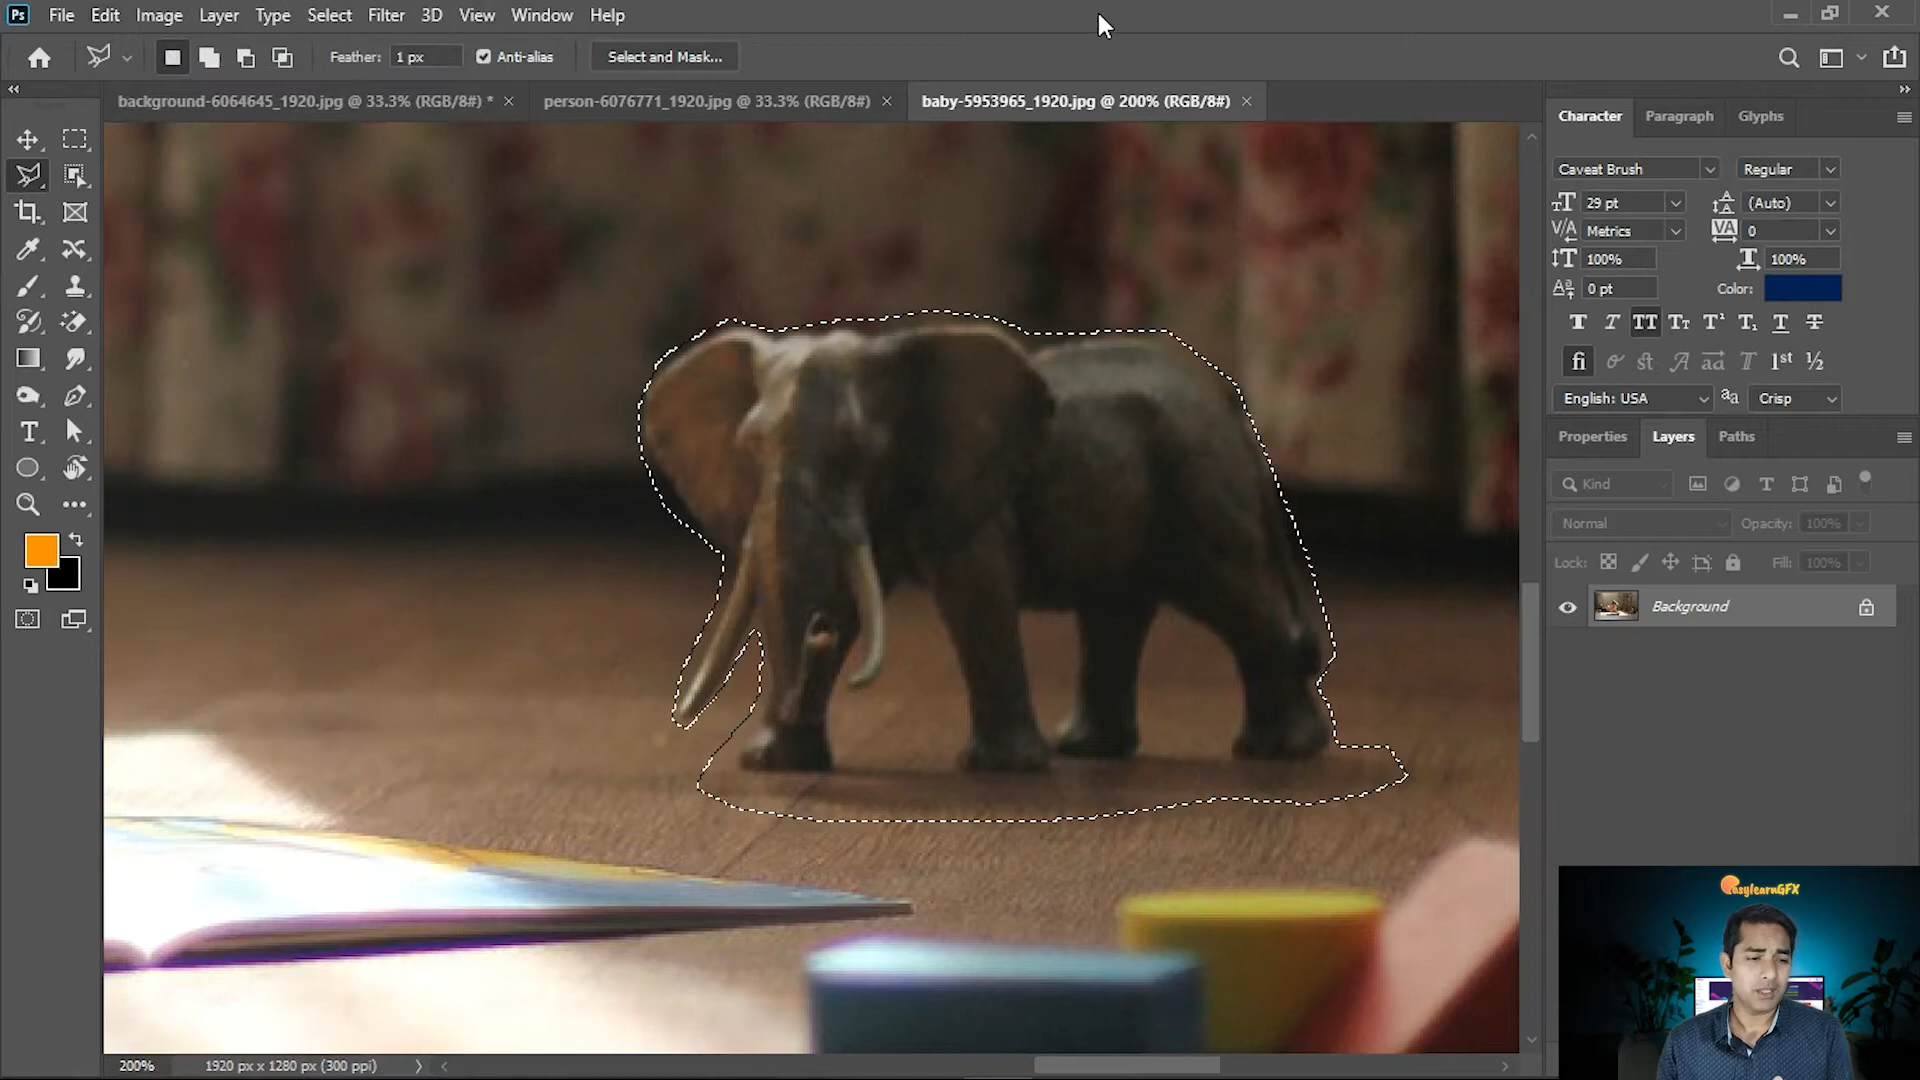 Ps File Edit Image Layer Type Select Filter 3D View Window Help
Feather: 1 px Anti-alias Select and Mask...
background-6064645_1920.jpg @ 33.3% (RGB/8#) * person-6076771_1920.jpg @ 33.3% (RGB/8#) baby-5953965_1920.jpg @ 200% (RGB/8#)
Character Paragraph Glyphs
Caveat Brush Regular
29 pt (Auto)
Metrics 0
100% 100%
0 pt Color:
English: USA Crisp
Properties Layers Paths
Kind
Normal Opacity: 100%
Lock: Fill: 100%
Background
asylearnGFX
200% 1920 px x 1280 px (300 ppi)